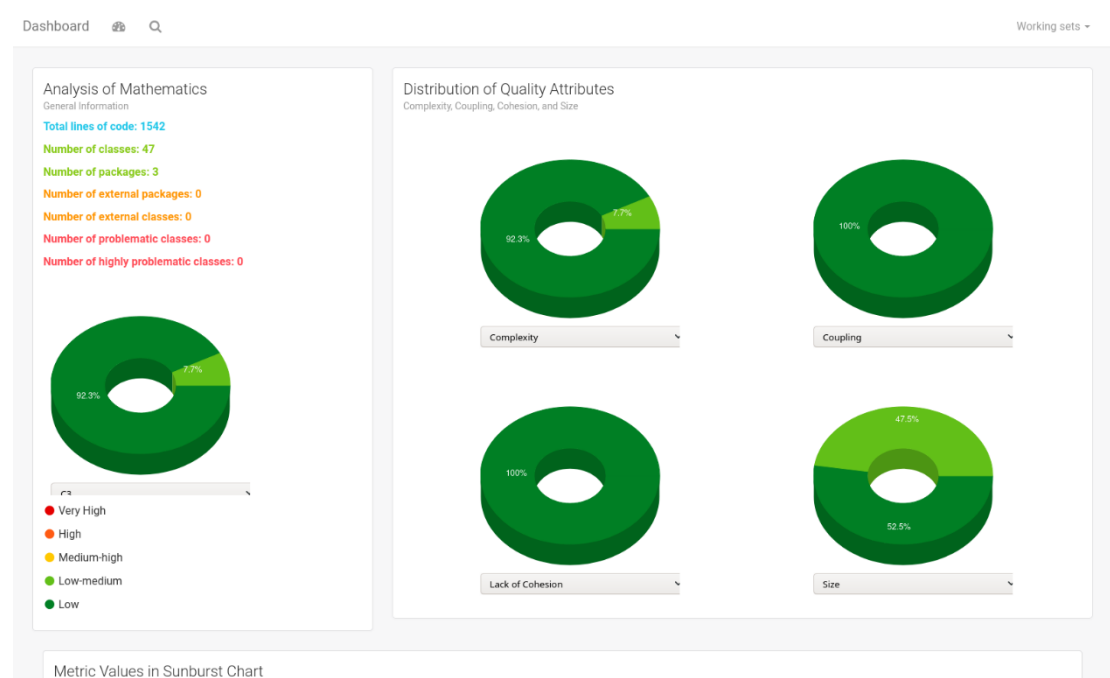 Dashboard
Working sets
Analysis of Mathematics
General Information
Total lines of code: 1542
Number of classes: 47
Number of packages: 3
Number of external packages: 0
Number of external classes: 0
Number of problematic classes: 0
Number of highly problematic classes: 0
7.7%
92.3%
C3
Very High
High
Medium-high
Low-medium
Low
Distribution of Quality Attributes
Complexity, Coupling, Cohesion, and Size
7.7%
92.3%
Complexity
100%
Coupling
100%
Lack of Cohesion
47.5%
52.5%
Size
Metric Values in Sunburst Chart